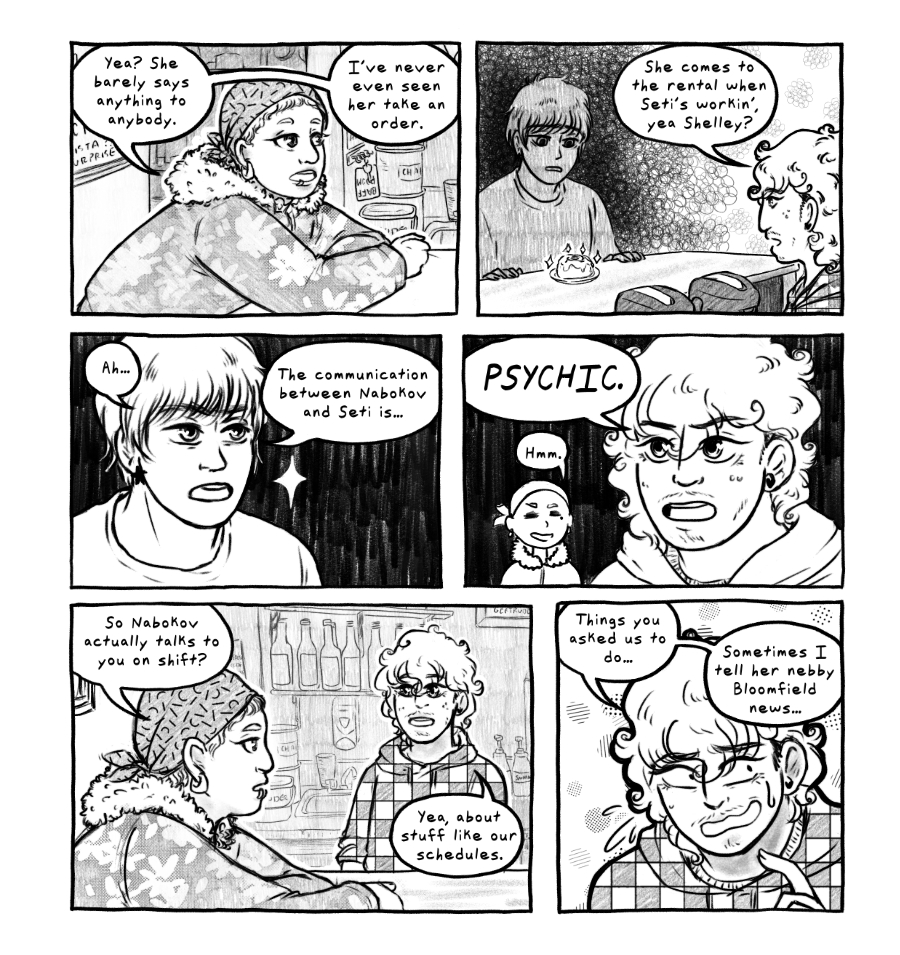 Yea? She
barely says
anything to
anybody.
I've never
even seen
her take an
order.
She comes to
the rental when
Seti's workin',
yea Shelley?
Ah...
The communication
between Nabokov
and Seti is...
PSYCHIC.
Hmm.
So Nabokov
actually talks to
you on shift?
Yea, about
stuff like our
schedules.
Things you
asked us to
do...
Sometimes I
tell her nebby
Bloomfield
news...